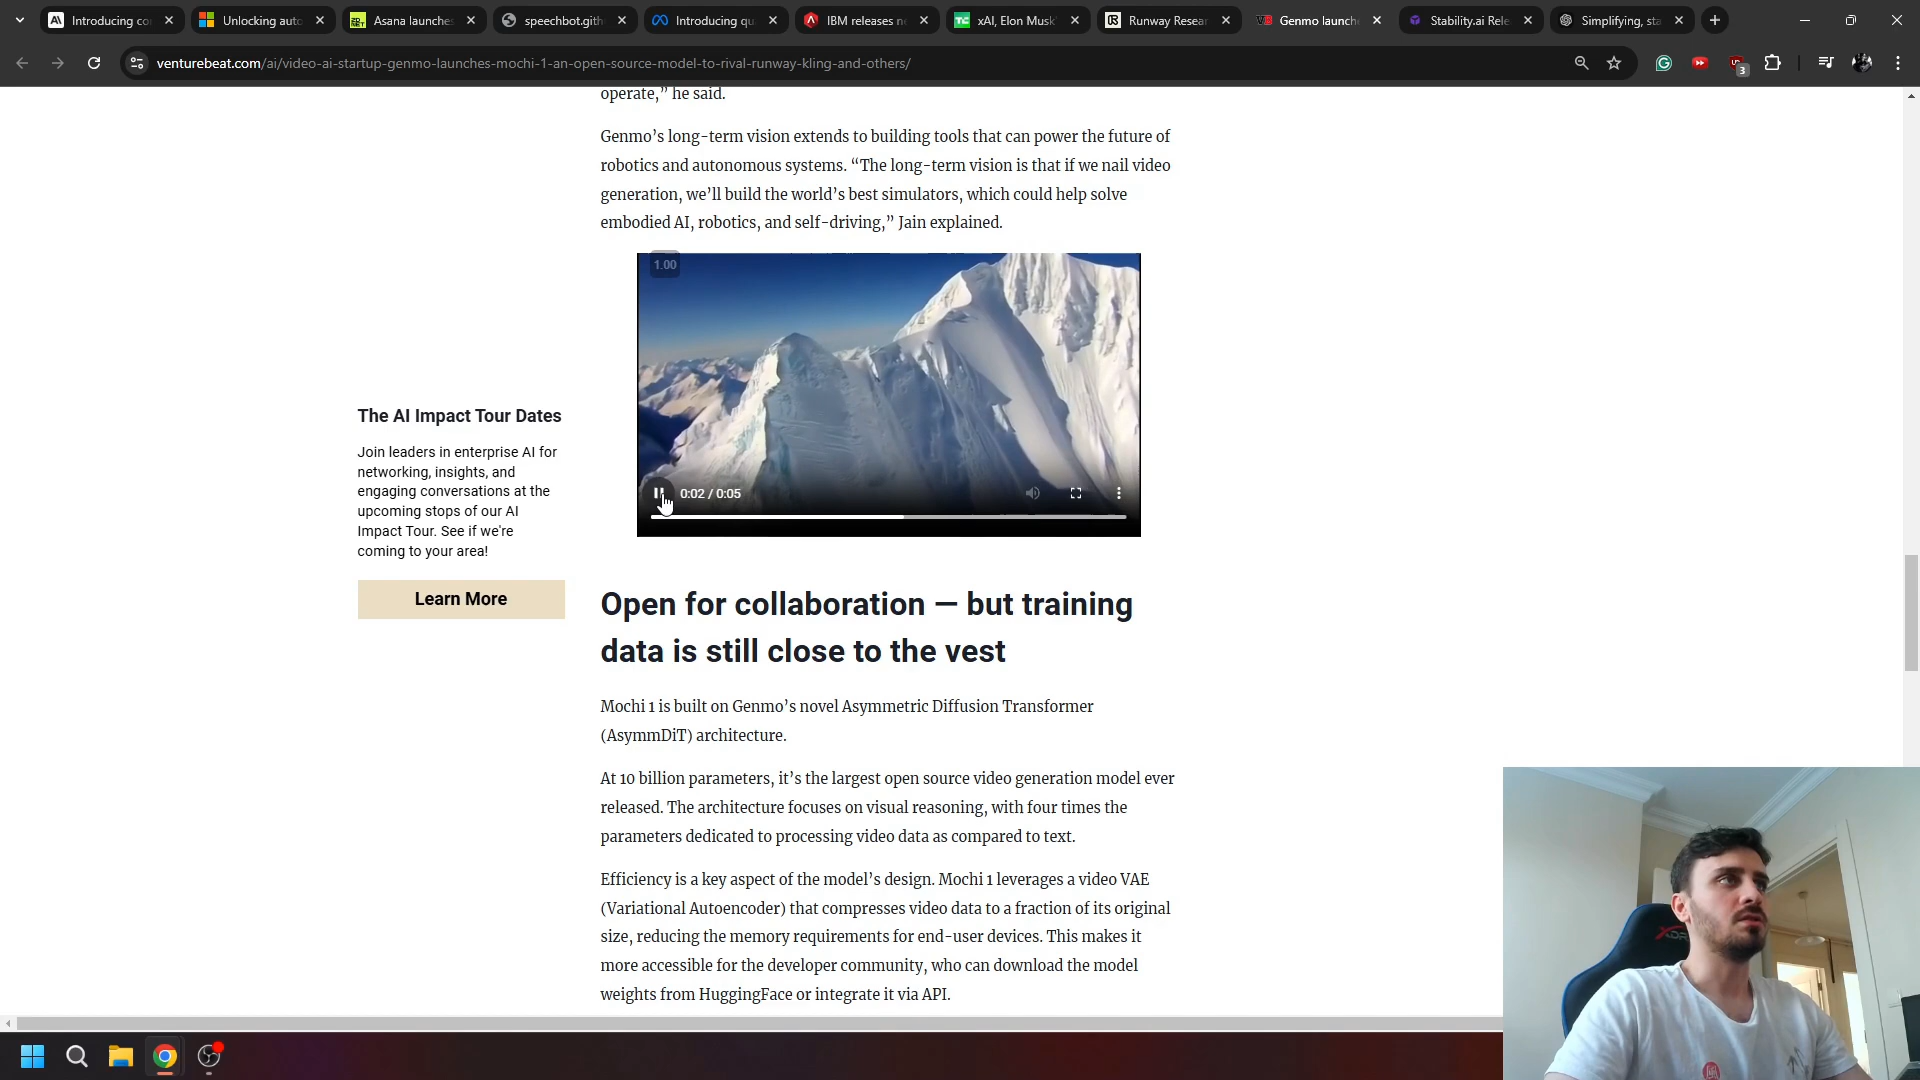 Introducing co
Unlocking auto
Asana launches
speechbot.gith
Introducing qu
IBM releases n
xAI, Elon Musk
Runway Resear
Genmo launch
Stability.ai Rele
Simplifying, sta
venturebeat.com/ai/video-ai-startup-genmo-launches-mochi-1-an-open-source-model-to-rival-runway-kling-and-others/
3
operate,” he said.
Genmo’s long-term vision extends to building tools that can power the future of
robotics and autonomous systems. “The long-term vision is that if we nail video
generation, we’ll build the world’s best simulators, which could help solve
embodied AI, robotics, and self-driving,” Jain explained.
1.00
0:02 / 0:05
The AI Impact Tour Dates
Join leaders in enterprise AI for
networking, insights, and
engaging conversations at the
upcoming stops of our AI
Impact Tour. See if we're
coming to your area!
Learn More
Open for collaboration — but training
data is still close to the vest
Mochi 1 is built on Genmo’s novel Asymmetric Diffusion Transformer
(AsymmDiT) architecture.
At 10 billion parameters, it’s the largest open source video generation model ever
released. The architecture focuses on visual reasoning, with four times the
parameters dedicated to processing video data as compared to text.
Efficiency is a key aspect of the model’s design. Mochi 1 leverages a video VAE
(Variational Autoencoder) that compresses video data to a fraction of its original
size, reducing the memory requirements for end-user devices. This makes it
more accessible for the developer community, who can download the model
weights from HuggingFace or integrate it via API.